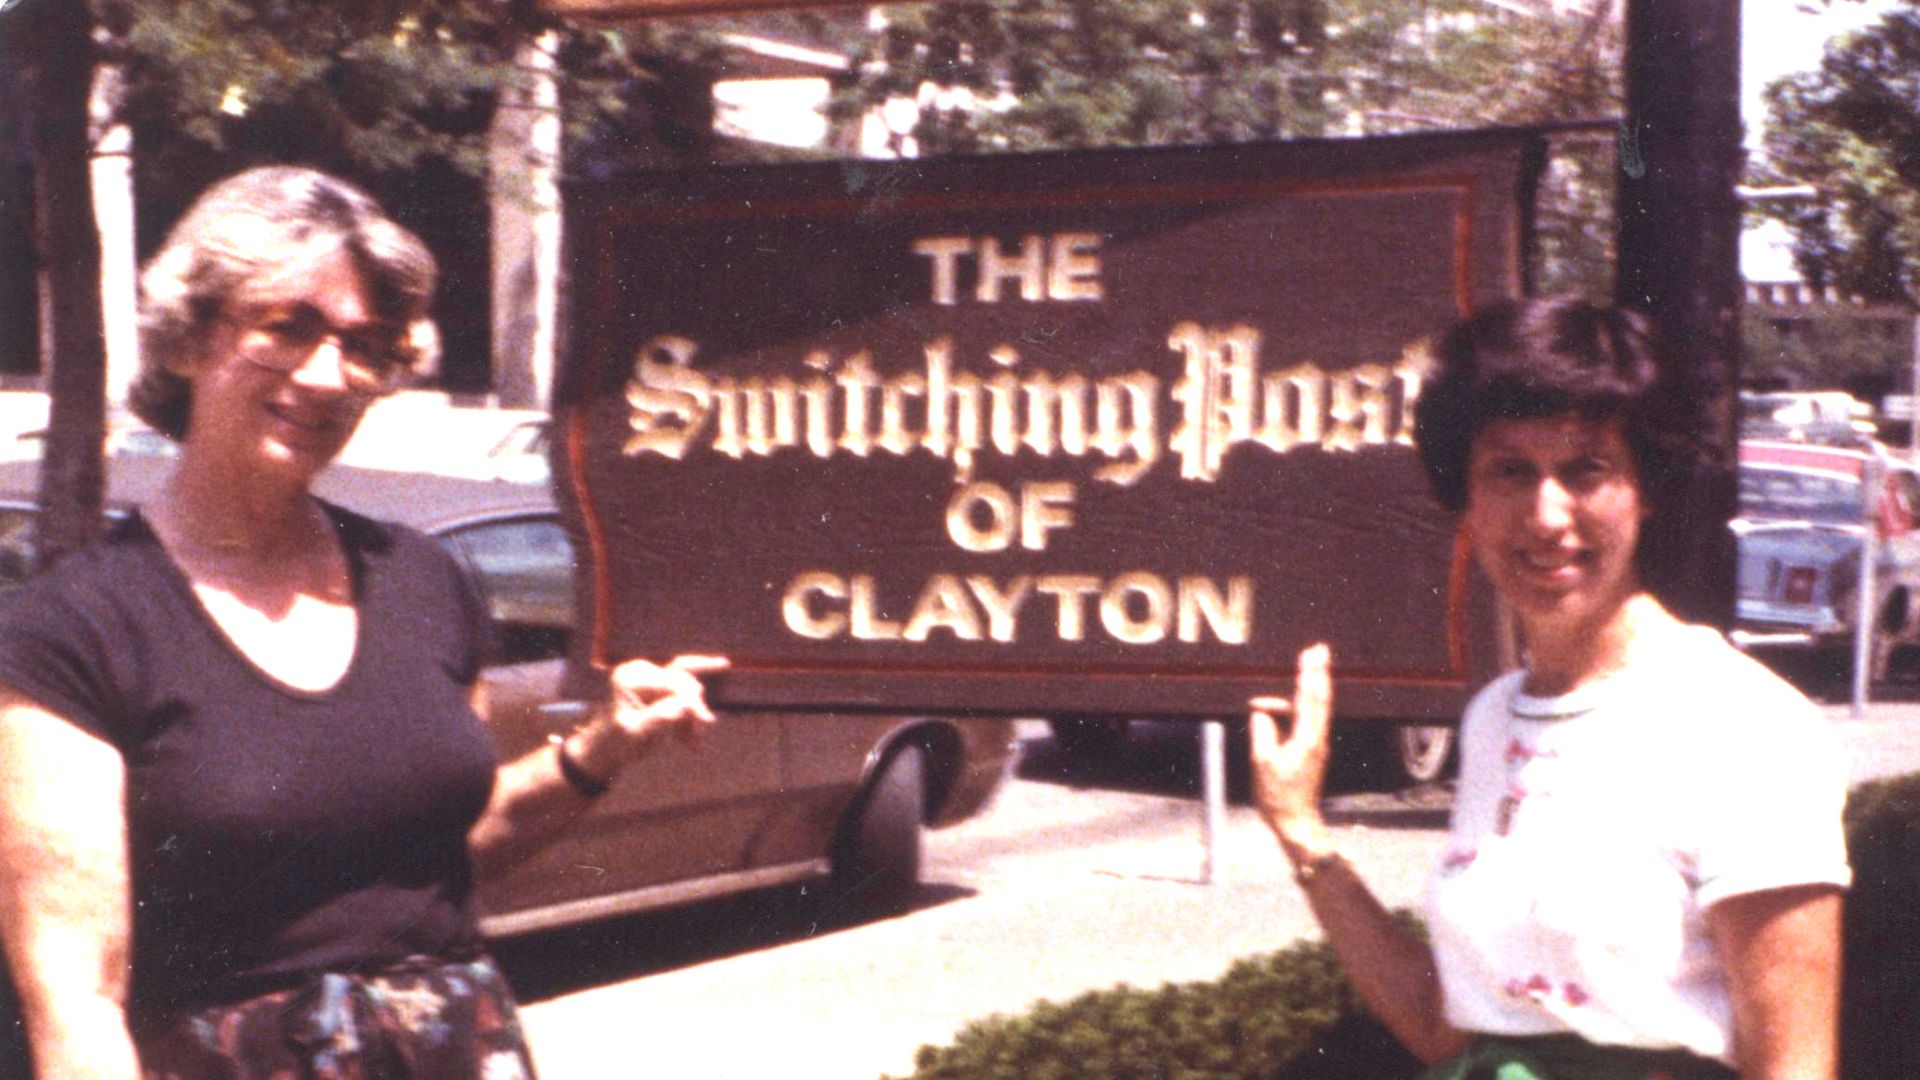 THE
Switching Post
OF
CLAYTON